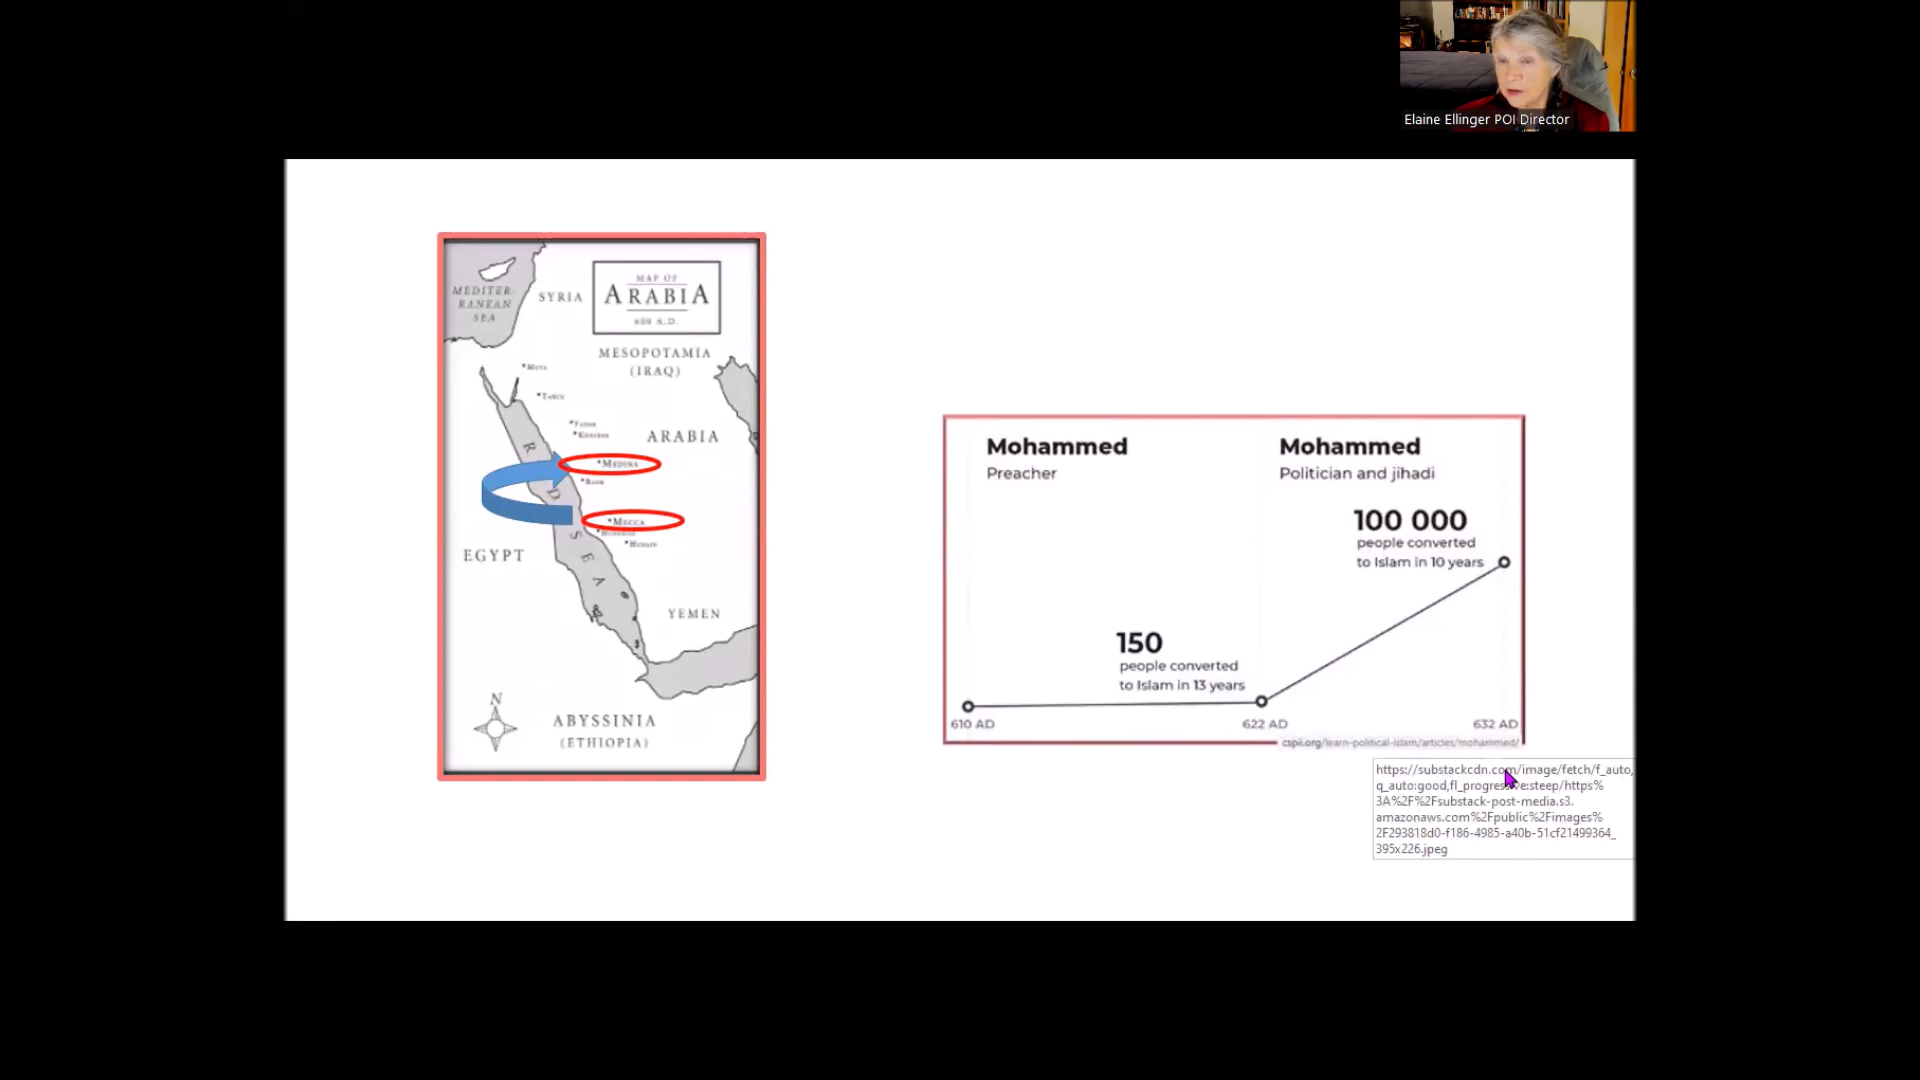 Elaine Ellinger POI Director
MEDITER-
RANEAN
SEA
SYRIA
MAP OF
ARABIA
A.D.
MESOPOTAMIA
(IRAQ)
ARABIA
MEDINA
MECCA
RED SEA
EGYPT
YEMEN
N
ABYSSINIA
(ETHIOPIA)
Mohammed
Preacher
Mohammed
Politician and jihadi
100 000
people converted
to Islam in 10 years
150
people converted
to Islam in 13 years
610 AD
622 AD
632 AD
cspii.org/learn-political-islam/articles/mohammed/
https://substackcdn.com/image/fetch/f_auto,
q_auto:good,fl_progressive:steep/https%
3A%2F%2Fsubstack-post-media.s3.
amazonaws.com%2Fpublic%2Fimages%
2F293818d0-f186-4985-a40b-51cf21499364_
395x226.jpeg